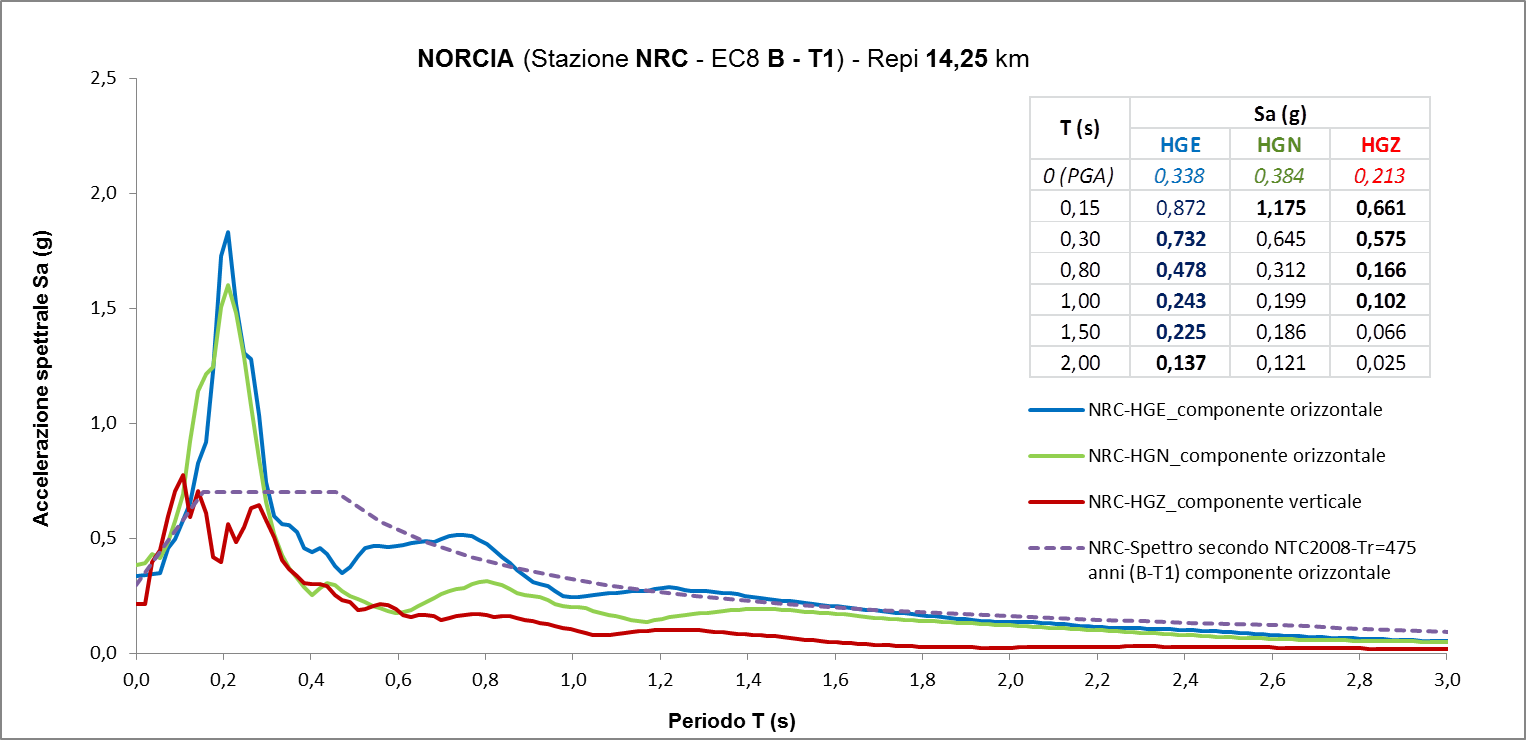 NORCIA (Stazione NRC - EC8 B - T1) - Repi 14,25 km
Accelerazione spettrale Sa (g)
2,5
2,0
1,5
1,0
0,5
0,0
0,0 0,2 0,4 0,6 0,8 1,0 1,2 1,4 1,6 1,8 2,0 2,2 2,4 2,6 2,8 3,0
Periodo T (s)
T (s) Sa (g)
HGE HGN HGZ
0 (PGA) 0,338 0,384 0,213
0,15 0,872 1,175 0,661
0,30 0,732 0,645 0,575
0,80 0,478 0,312 0,166
1,00 0,243 0,199 0,102
1,50 0,225 0,186 0,066
2,00 0,137 0,121 0,025
NRC-HGE_componente orizzontale
NRC-HGN_componente orizzontale
NRC-HGZ_componente verticale
NRC-Spettro secondo NTC2008-Tr=475
anni (B-T1) componente orizzontale